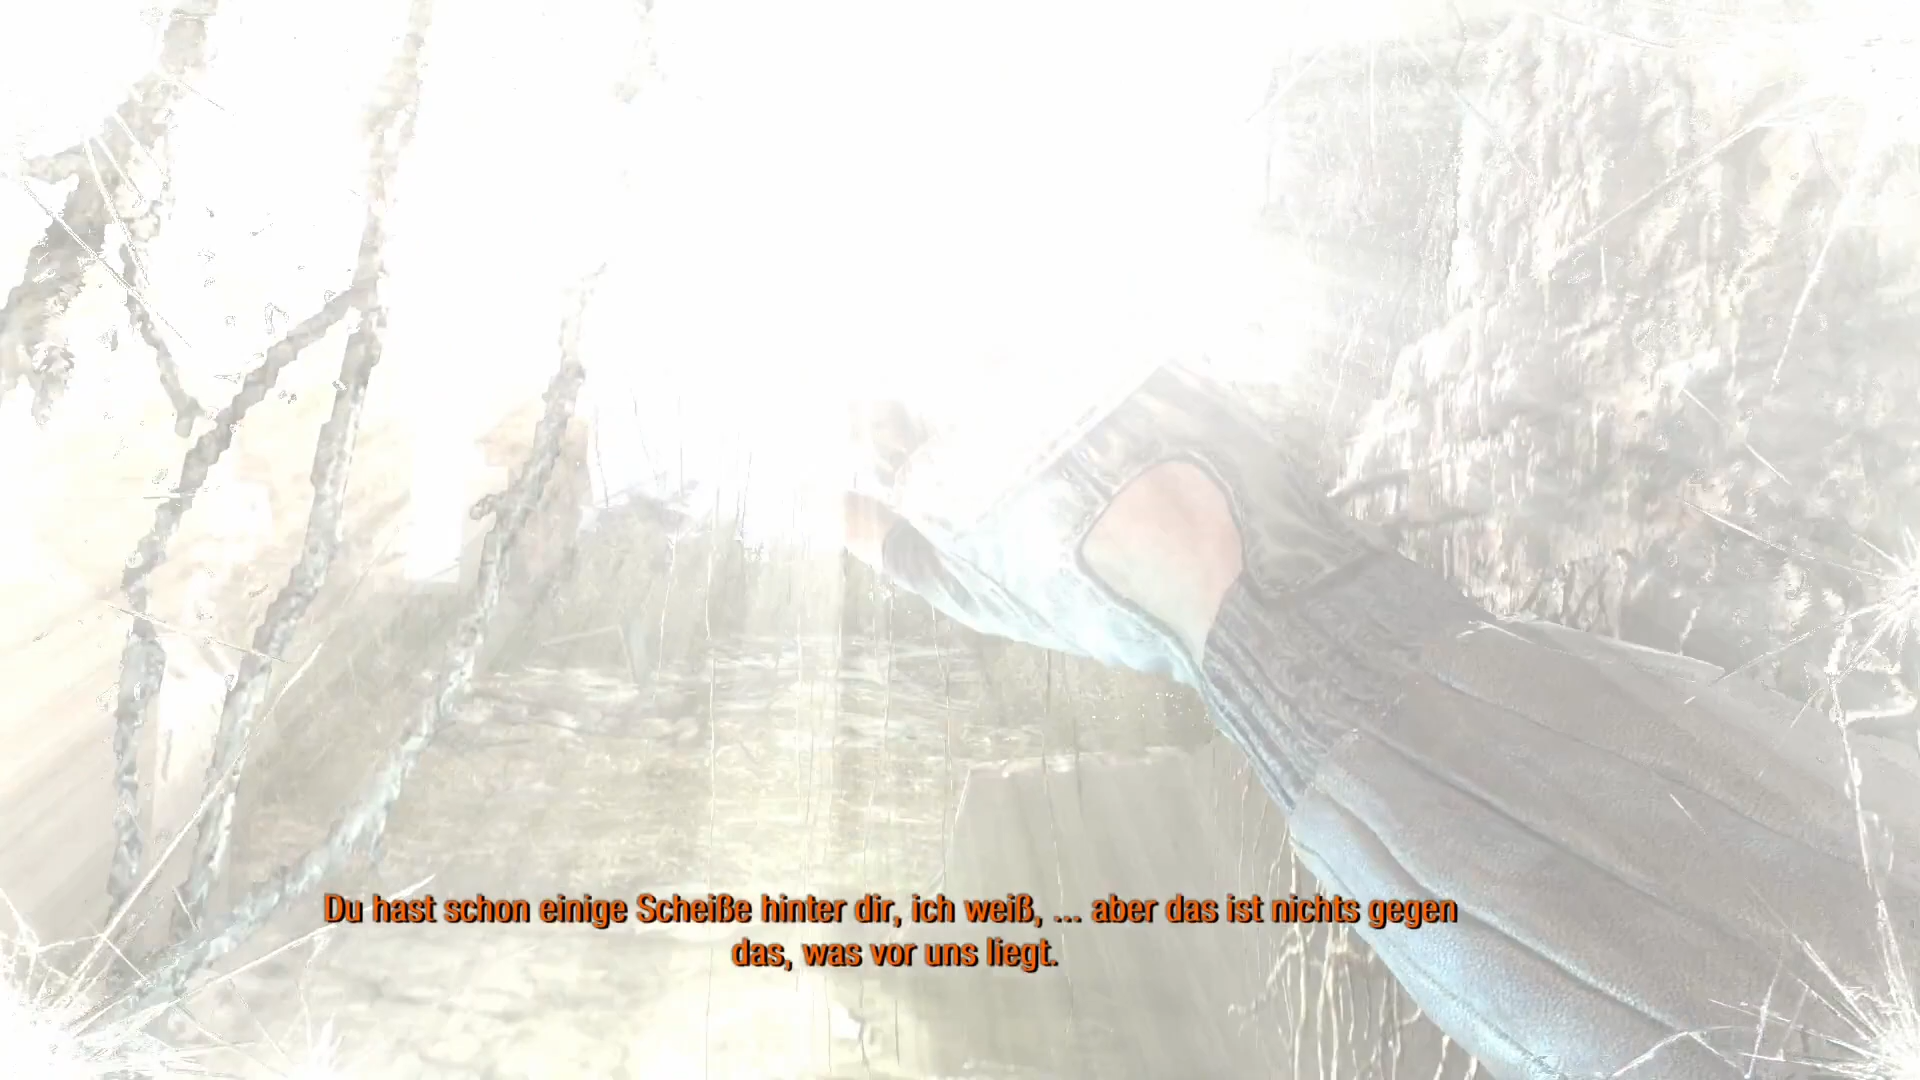 Du hast schon einige Scheiße hinter dir, ich weiß, ... aber das ist nichts gegen
das, was vor uns liegt.